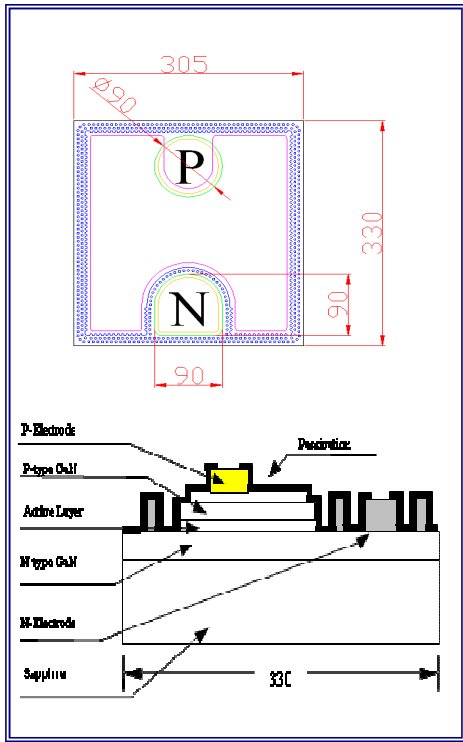 305
ø90
P
330
N
90
90
P-Electrode
Passivation
P-type GaN
Active Layer
N-type GaN
N-Electrode
Sapphire
330